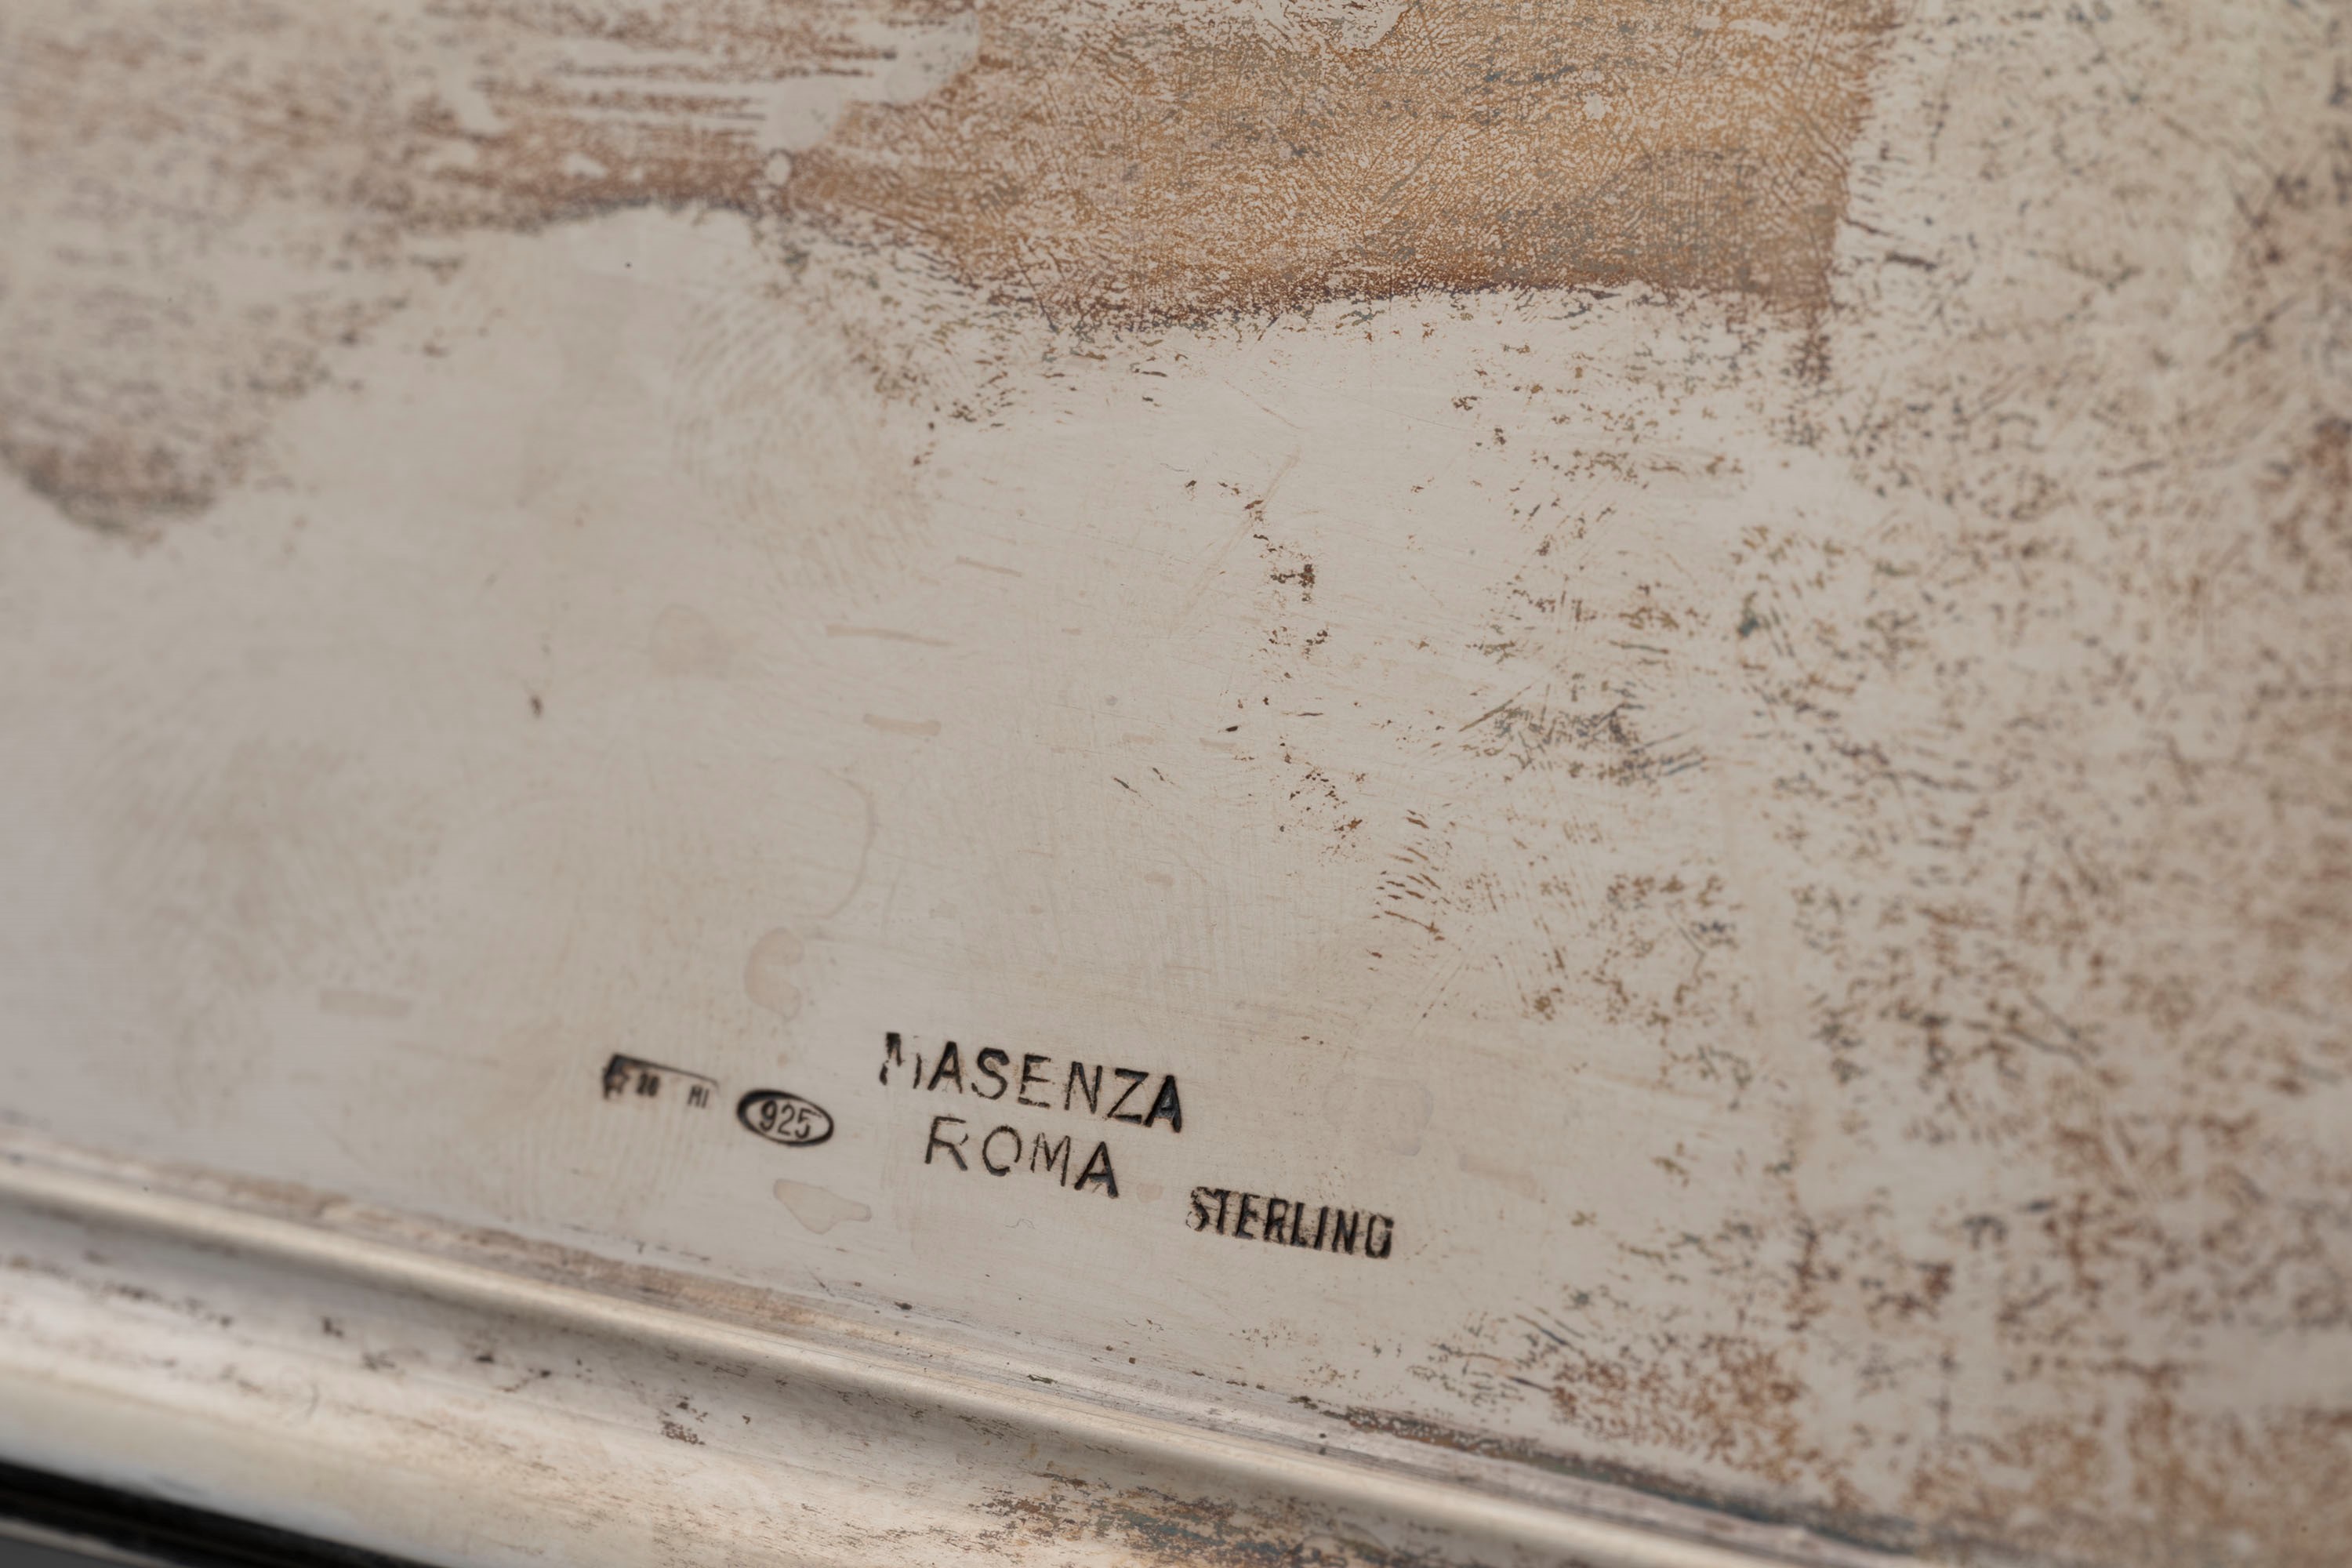 MASENZA
ROMA
925
STERLING